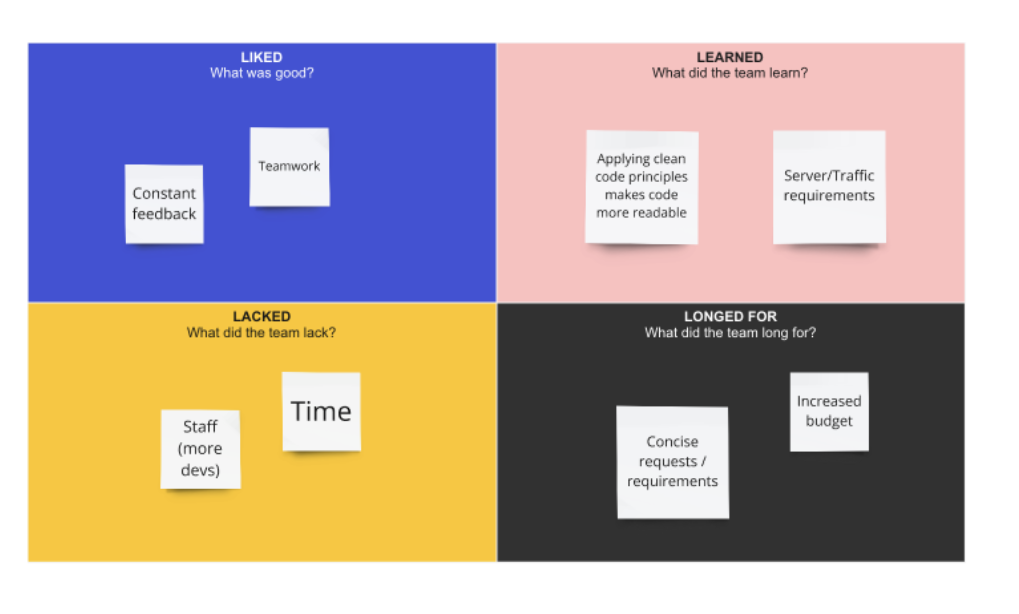 LIKED
What was good?
Teamwork
Constant
feedback
LEARNED
What did the team learn?
Applying clean
code principles
makes code
more readable
Server/Traffic
requirements
LACKED
What did the team lack?
Time
Staff
(more
devs)
LONGED FOR
What did the team long for?
Increased
budget
Concise
requests /
requirements